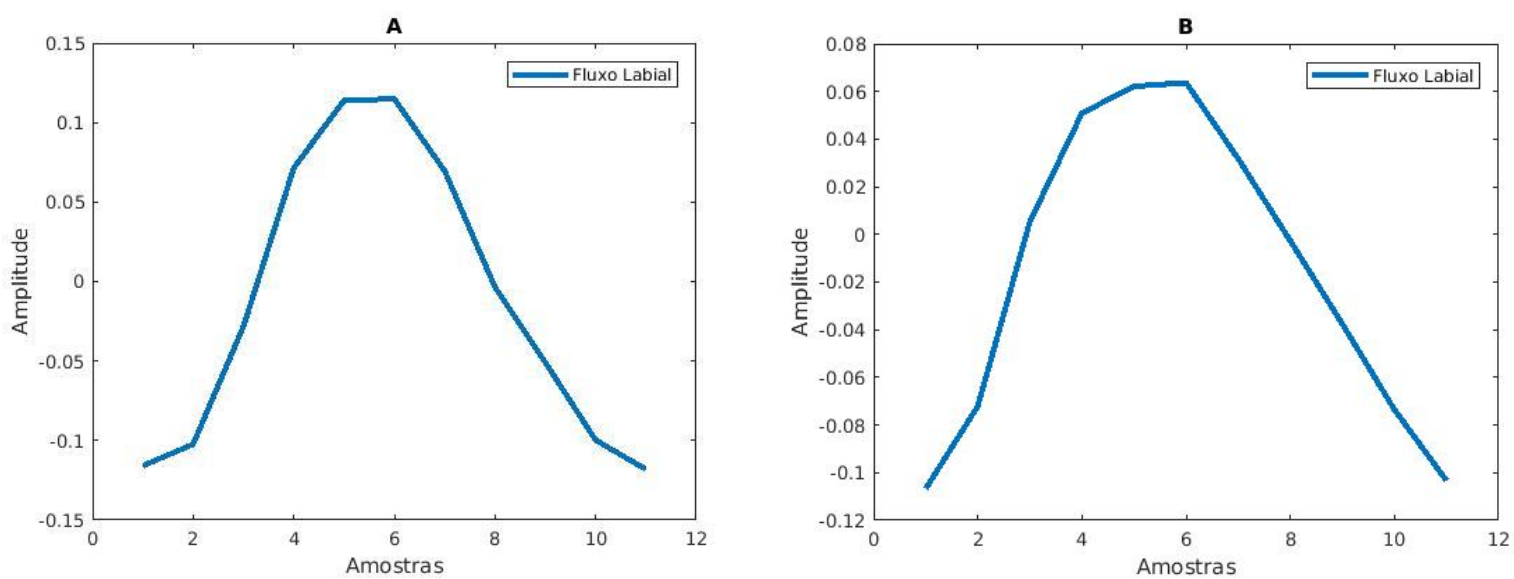 A
Fluxo Labial
0.15
0.1
0.05
0
-0.05
-0.1
-0.15
Amplitude
0 2 4 6 8 10 12
Amostras
B
Fluxo Labial
0.08
0.06
0.04
0.02
0
-0.02
-0.04
-0.06
-0.08
-0.1
-0.12
Amplitude
0 2 4 6 8 10 12
Amostras